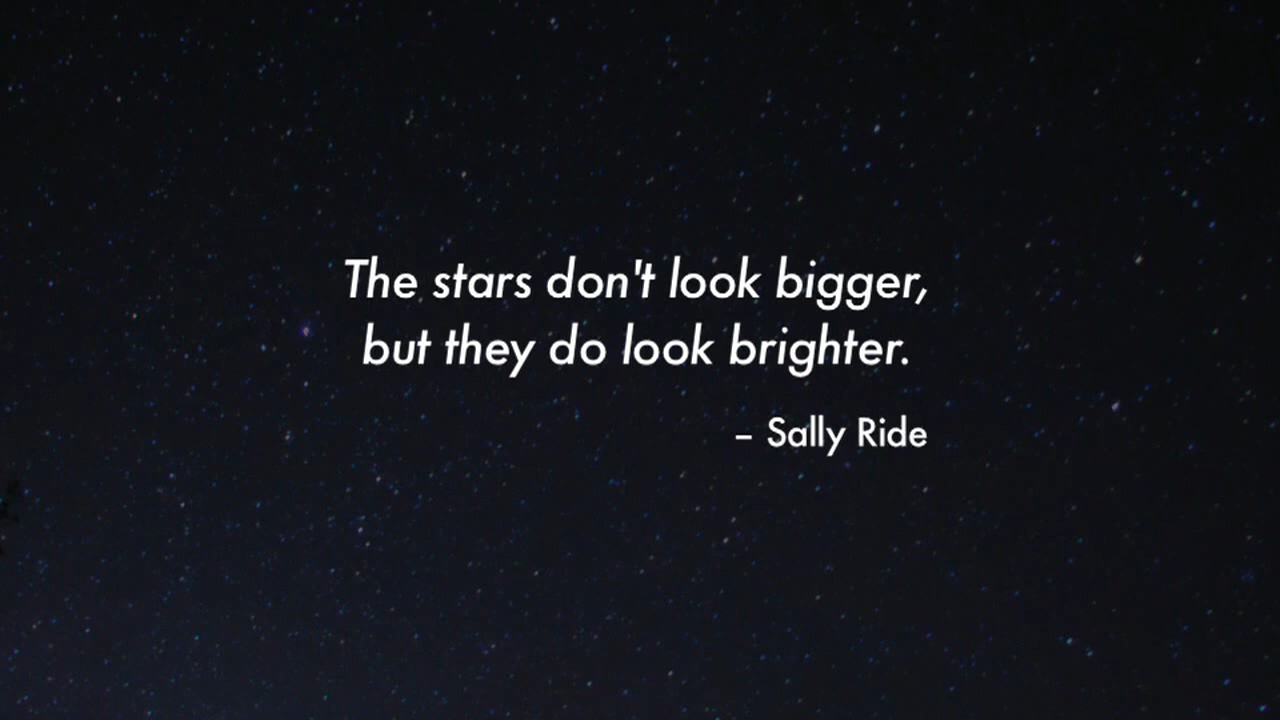 The stars don't look bigger,
but they do look brighter.
– Sally Ride